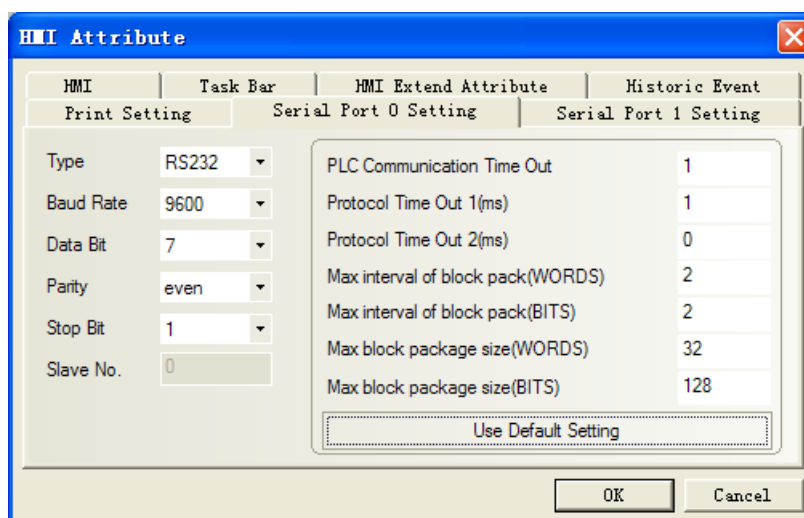 HMI Attribute
HMI
Task Bar
HMI Extend Attribute
Historic Event
Print Setting
Serial Port 0 Setting
Serial Port 1 Setting
Type
RS232
Baud Rate
9600
Data Bit
7
Parity
even
Stop Bit
1
Slave No.
0
PLC Communication Time Out
1
Protocol Time Out 1(ms)
1
Protocol Time Out 2(ms)
0
Max interval of block pack(WORDS)
2
Max interval of block pack(BITS)
2
Max block package size(WORDS)
32
Max block package size(BITS)
128
Use Default Setting
OK
Cancel